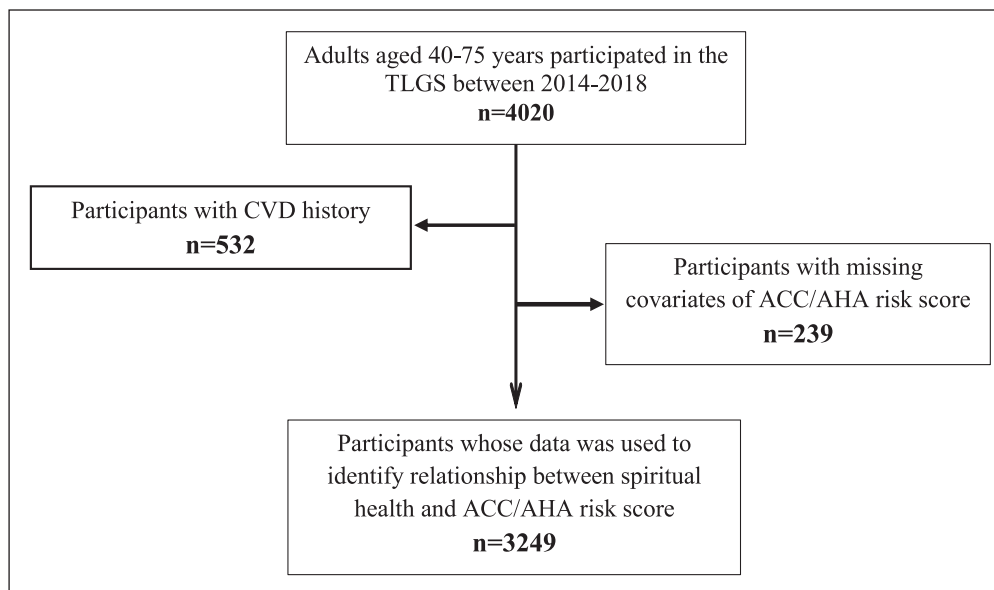 Adults aged 40-75 years participated in the
TLGS between 2014-2018
n=4020
Participants with CVD history
n=532
Participants with missing
covariates of ACC/AHA risk score
n=239
Participants whose data was used to
identify relationship between spiritual
health and ACC/AHA risk score
n=3249